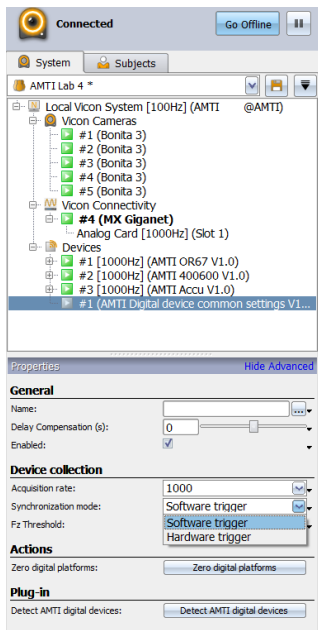 Connected
Go Offline
System
Subjects
AMTI Lab 4 *
Local Vicon System [100Hz] (AMTI @AMTI)
Vicon Cameras
#1 (Bonita 3)
#2 (Bonita 3)
#3 (Bonita 3)
#4 (Bonita 3)
#5 (Bonita 3)
Vicon Connectivity
#4 (MX Giganet)
Analog Card [1000Hz] (Slot 1)
Devices
#1 [1000Hz] (AMTI OR67 V1.0)
#2 [1000Hz] (AMTI 400600 V1.0)
#3 [1000Hz] (AMTI Accu V1.0)
#1 (AMTI Digital device common settings V1...
Properties
Hide Advanced
General
Name:
...
Delay Compensation (s):
0
Enabled:
Device collection
Acquisition rate:
1000
Synchronization mode:
Software trigger
Fz Threshold:
Software trigger
Hardware trigger
Actions
Zero digital platforms:
Zero digital platforms
Plug-in
Detect AMTI digital devices:
Detect AMTI digital devices